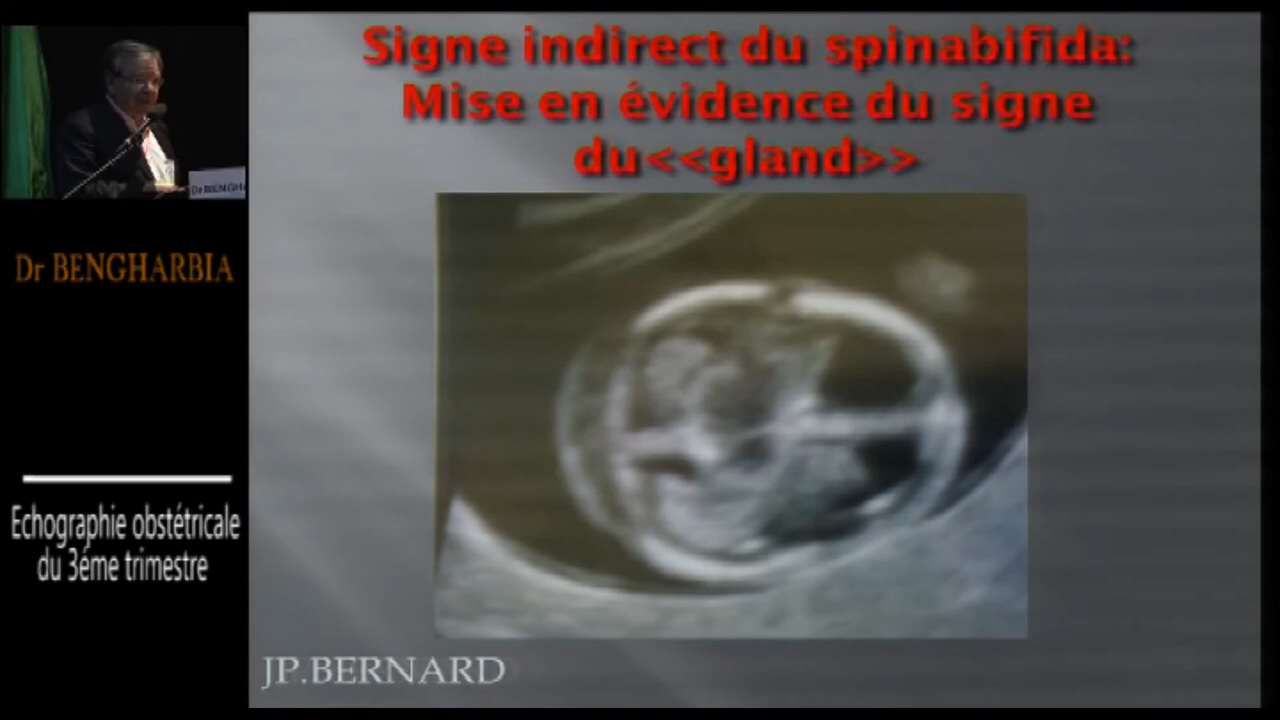 Signe indirect du spinabifida:
Mise en évidence du signe
du<<gland>>
Dr BENGHARBIA
Echographie obstétricale
du 3éme trimestre
JP.BERNARD